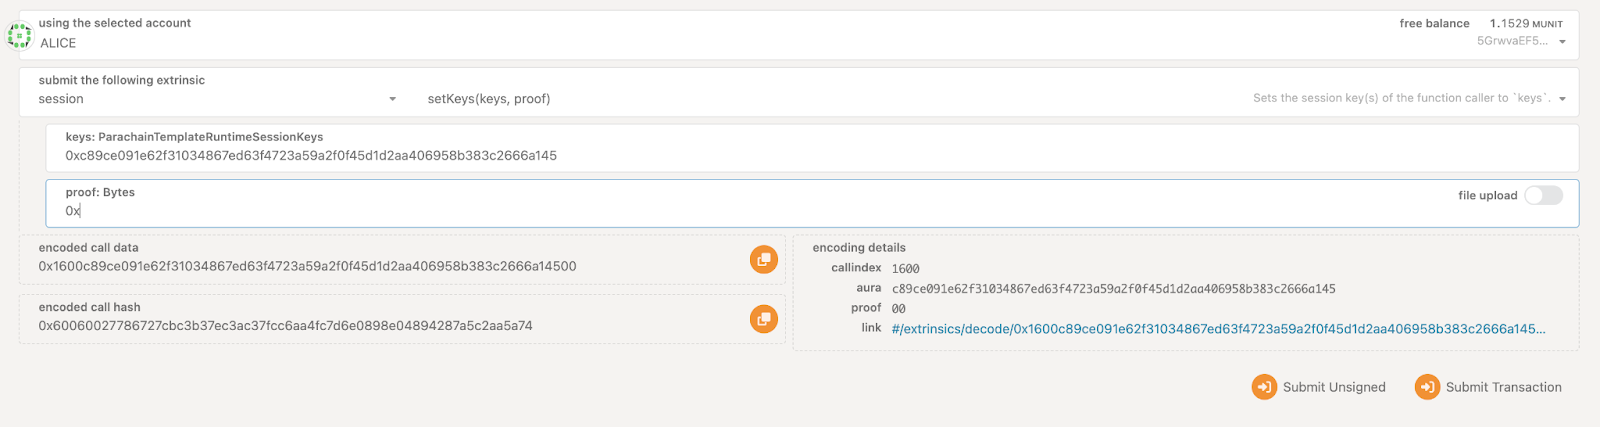 using the selected account
ALICE
free balance 1.1529 MUNIT
5GrwvaEF5...
submit the following extrinsic
session
setKeys(keys, proof)
Sets the session key(s) of the function caller to `keys`.
keys: ParachainTemplateRuntimeSessionKeys
0xc89ce091e62f31034867ed63f4723a59a2f0f45d1d2aa406958b383c2666a145
proof: Bytes
0x
file upload
encoded call data
0x1600c89ce091e62f31034867ed63f4723a59a2f0f45d1d2aa406958b383c2666a14500
encoded call hash
0x60060027786727cbc3b37ec3ac37fcc6aa4fc7d6e0898e04894287a5c2aa5a74
encoding details
callindex 1600
aura c89ce091e62f31034867ed63f4723a59a2f0f45d1d2aa406958b383c2666a145
proof 00
link #/extrinsics/decode/0x1600c89ce091e62f31034867ed63f4723a59a2f0f45d1d2aa406958b383c2666a145...
Submit Unsigned
Submit Transaction